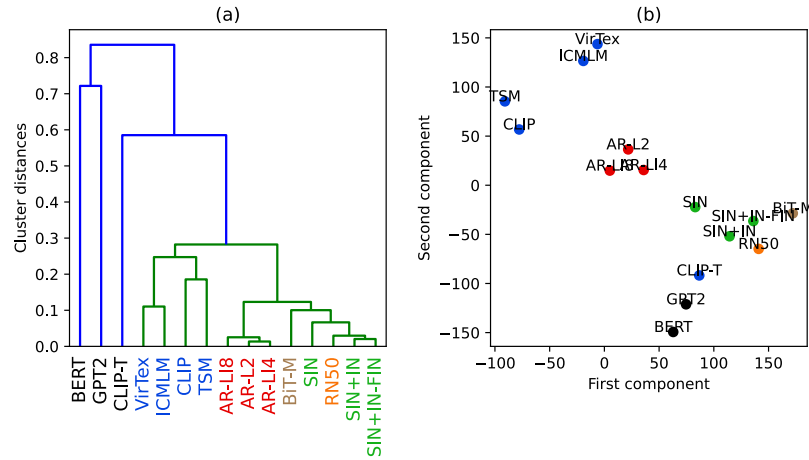 (a)
Cluster distances
0.8
0.7
0.6
0.5
0.4
0.3
0.2
0.1
0.0
BERT
GPT2
CLIP-T
VirTex
ICMLM
CLIP
TSM
AR-LI8
AR-L2
AR-LI4
BiT-M
SIN
RN50
SIN+IN
SIN+IN-FIN
(b)
Second component
150
100
50
0
−50
−100
−150
VirTex
ICMLM
TSM
CLIP
AR-L2
AR-LI8
AR-LI4
SIN
BiT-M
SIN+IN-FIN
SIN+IN
RN50
CLIP-T
GPT2
BERT
−100
−50
0
50
100
150
First component